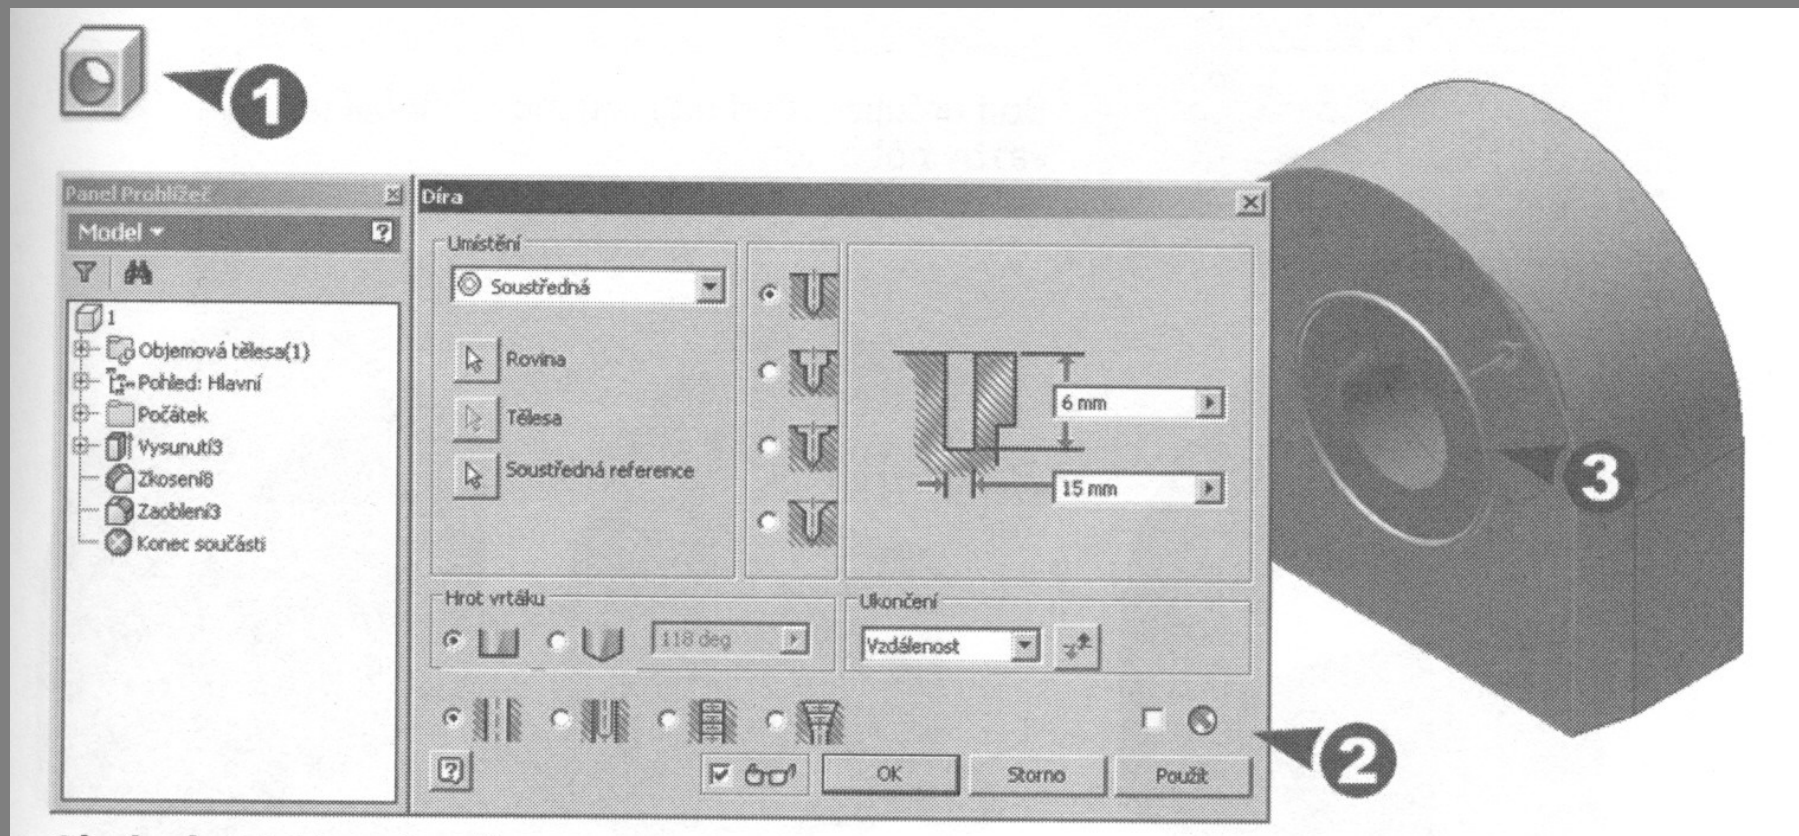 1
Panel Prohlížeč
Model
1
Objemová tělesa(1)
Pohled: Hlavní
Počátek
Vysunutí3
Zkosení8
Zaoblení3
Konec součásti
Díra
Umístění
Soustředná
Rovina
Tělesa
Soustředná reference
6 mm
15 mm
Hrot vrtáku
118 deg
Ukončení
Vzdálenost
OK
Storno
Použít
2
3